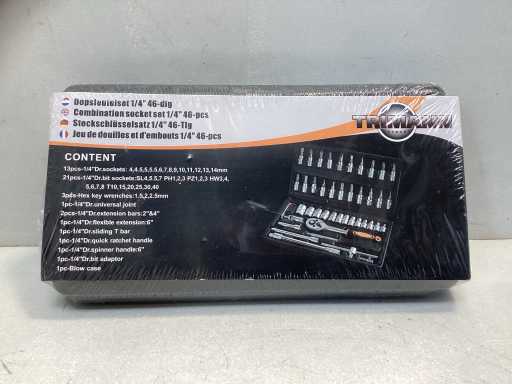 Dopsleutelset 1/4" 46-dlg
Combination socket set 1/4" 46-pcs
Steckschlüsselsatz 1/4" 46-Tlg
Jeu de douilles et d'embouts 1/4" 46-pcs
CONTENT
13pcs-1/4"Dr.sockets: 4,4.5,5,5.5,6,7,8,9,10,11,12,13,14mm
21pcs-1/4"Dr.bit sockets:SL4,5.5,7 PH1,2,3 PZ1,2,3 HW3,4,
5,6,7,8 T10,15,20,25,30,40
3pcs-Hex key wrenches:1.5,2,2.5mm
1pc-1/4"Dr.universal joint
2pcs-1/4"Dr.extension bars:2"&4"
1pc-1/4"Dr.flexible extension:6"
1pc-1/4"Dr.sliding T bar
1pc-1/4"Dr.quick ratchet handle
1pc-1/4"Dr.spinner handle:6"
1pc-1/4"Dr.bit adaptor
1pc-Blow case